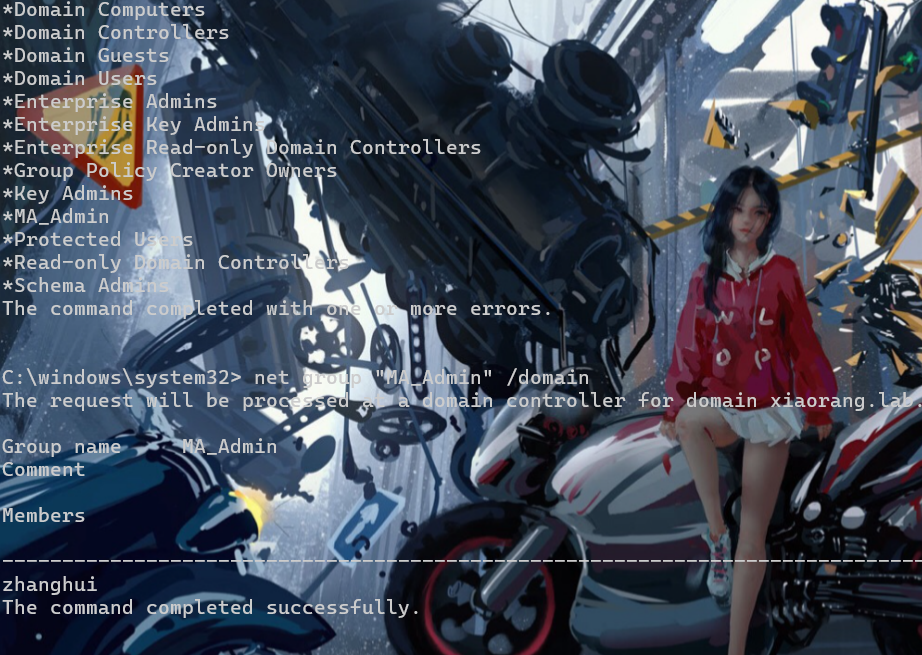 *Domain Computers
*Domain Controllers
*Domain Guests
*Domain Users
*Enterprise Admins
*Enterprise Key Admins
*Enterprise Read-only Domain Controllers
*Group Policy Creator Owners
*Key Admins
*MA_Admin
*Protected Users
*Read-only Domain Controllers
*Schema Admins
The command completed with one or more errors.
C:\windows\system32> net group "MA_Admin" /domain
The request will be processed at a domain controller for domain xiaorang.lab.
Group name     MA_Admin
Comment
Members
-------------------------------------------------------------------------------
zhanghui
The command completed successfully.
W L
O P